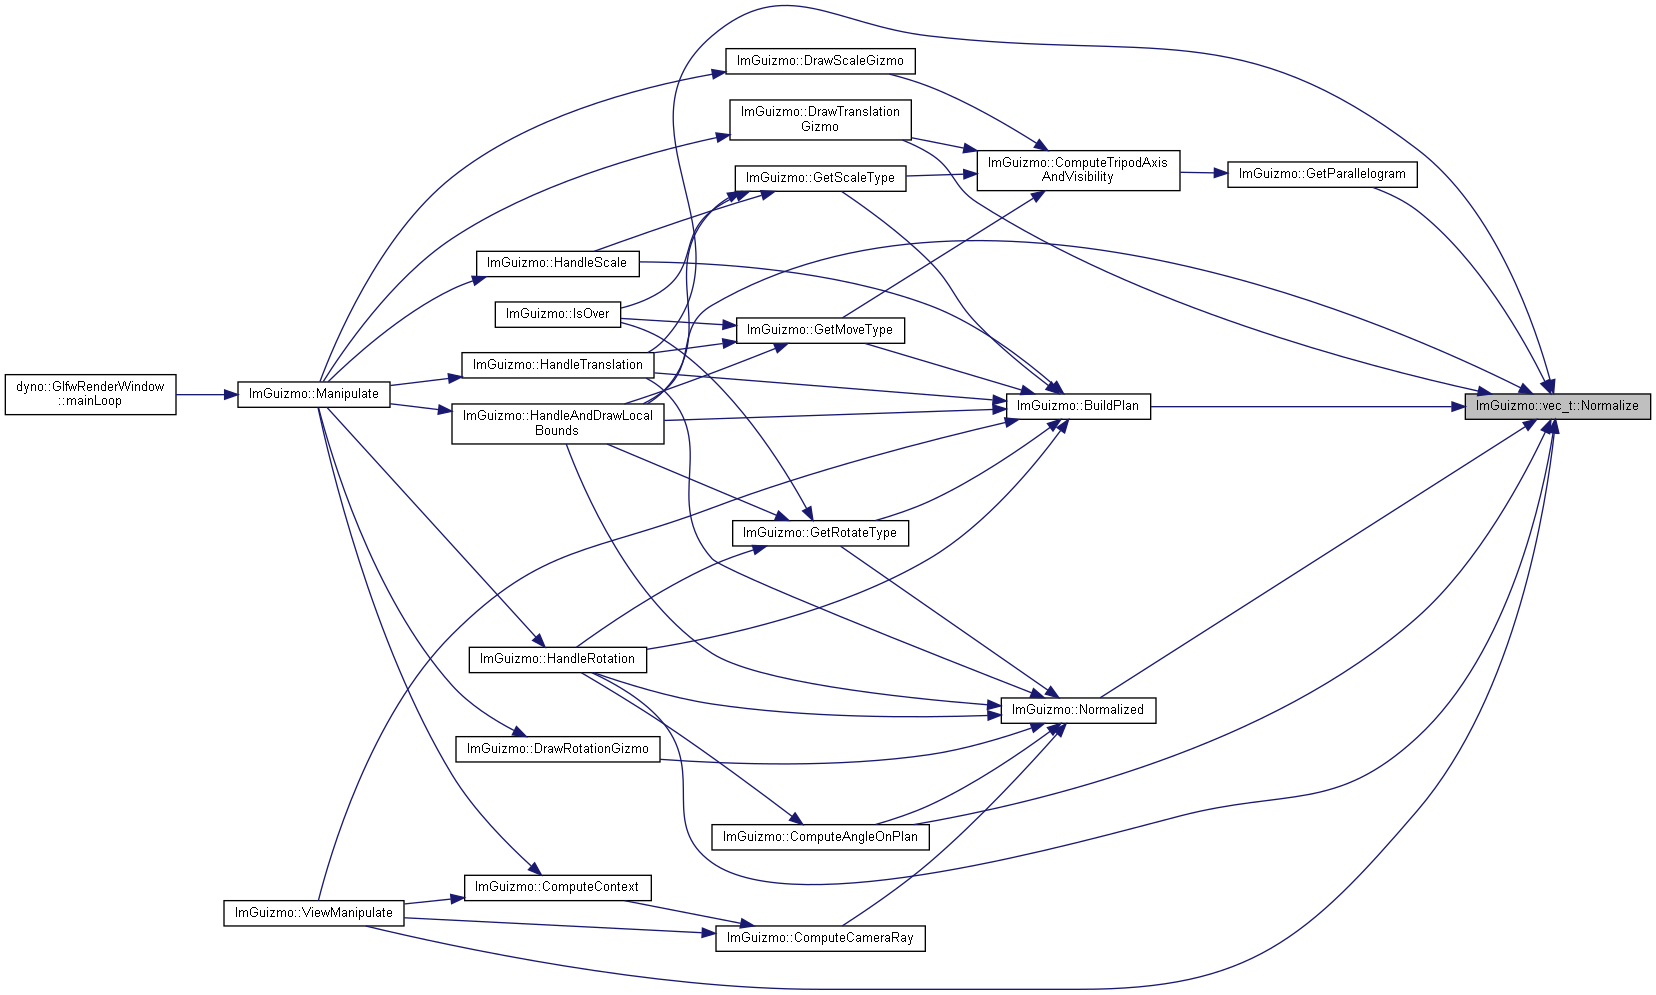 ImGuizmo::DrawScaleGizmo
ImGuizmo::DrawTranslation
Gizmo
ImGuizmo::ComputeTripodAxis
AndVisibility
ImGuizmo::GetParallelogram
ImGuizmo::GetScaleType
ImGuizmo::HandleScale
ImGuizmo::IsOver
ImGuizmo::GetMoveType
ImGuizmo::HandleTranslation
dyno::GlfwRenderWindow
::mainLoop
ImGuizmo::Manipulate
ImGuizmo::HandleAndDrawLocal
Bounds
ImGuizmo::BuildPlan
ImGuizmo::vec_t::Normalize
ImGuizmo::GetRotateType
ImGuizmo::HandleRotation
ImGuizmo::Normalized
ImGuizmo::DrawRotationGizmo
ImGuizmo::ComputeAngleOnPlan
ImGuizmo::ComputeContext
ImGuizmo::ViewManipulate
ImGuizmo::ComputeCameraRay